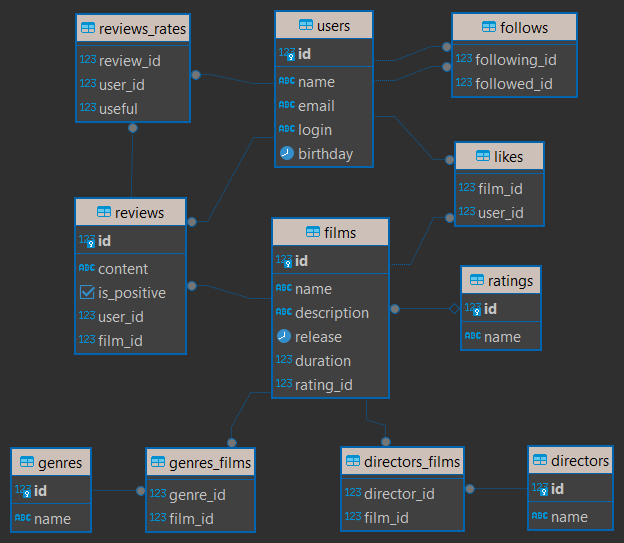 reviews_rates
123 review_id
123 user_id
123 useful
users
123 id
ABC name
ABC email
ABC login
birthday
follows
123 following_id
123 followed_id
likes
123 film_id
123 user_id
reviews
123 id
ABC content
is_positive
123 user_id
123 film_id
films
123 id
ABC name
ABC description
release
123 duration
123 rating_id
ratings
123 id
ABC name
genres
123 id
ABC name
genres_films
123 genre_id
123 film_id
directors_films
123 director_id
123 film_id
directors
123 id
ABC name